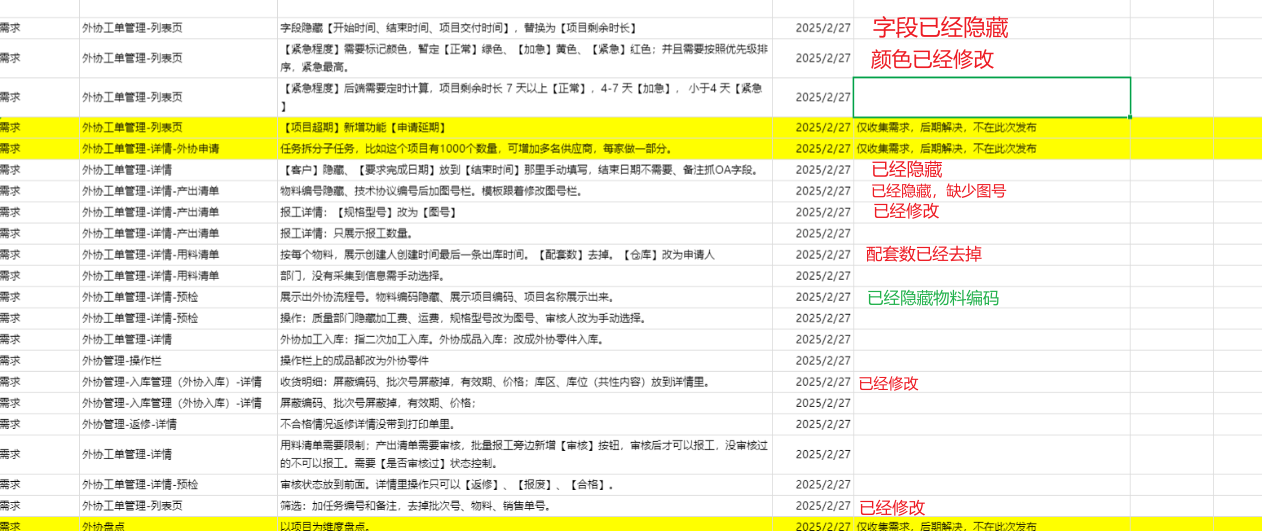 需求 外协工单管理-列表页 字段隐藏【开始时间、结束时间、项目交付时间】，替换为【项目剩余时长】 2025/2/27 字段已经隐藏
需求 外协工单管理-列表页 【紧急程度】需要标记颜色，暂定【正常】绿色、【加急】黄色、【紧急】红色；并且需要按照优先级排 2025/2/27 颜色已经修改
序，紧急最高。
需求 外协工单管理-列表页 【紧急程度】后端需要定时计算，项目剩余时长 7 天以上【正常】，4-7 天【加急】， 小于4 天【紧急 2025/2/27
】
需求 外协工单管理-列表页 【项目超期】新增功能【申请延期】 2025/2/27 仅收集需求，后期解决，不在此次发布
需求 外协工单管理-详情-外协申请 任务拆分子任务，比如这个项目有1000个数量，可增加多名供应商，每家做一部分。 2025/2/27 仅收集需求，后期解决，不在此次发布
需求 外协工单管理-详情 【客户】隐藏、【要求完成日期】放到【结束时间】那里手动填写，结束日期不需要、备注抓OA字段。 2025/2/27 已经隐藏
需求 外协工单管理-详情-产出清单 物料编号隐藏、技术协议编号后加图号栏。模板跟着修改图号栏。 2025/2/27 已经隐藏，缺少图号
需求 外协工单管理-详情-产出清单 报工详情：【规格型号】改为【图号】 2025/2/27 已经修改
需求 外协工单管理-详情-产出清单 报工详情：只展示报工数量。 2025/2/27
需求 外协工单管理-详情-用料清单 按每个物料，展示创建人创建时间最后一条出库时间。【配套数】去掉。【仓库】改为申请人 2025/2/27 配套数已经去掉
需求 外协工单管理-详情-用料清单 部门，没有采集到信息需手动选择。 2025/2/27
需求 外协工单管理-详情-预检 展示出外协流程号。物料编码隐藏、展示项目编码、项目名称展示出来。 2025/2/27 已经隐藏物料编码
需求 外协工单管理-详情-预检 操作：质量部门隐藏加工费、运费，规格型号改为图号、审核人改为手动选择。 2025/2/27
需求 外协工单管理-详情 外协加工入库：指二次加工入库。外协成品入库：改成外协零件入库。 2025/2/27
需求 外协管理-操作栏 操作栏上的成品都改为外协零件 2025/2/27
需求 外协管理-入库管理（外协入库）-详情 收货明细：屏蔽编码、批次号屏蔽掉，有效期、价格；库区、库位（共性内容）放到详情里。 2025/2/27 已经修改
需求 外协管理-入库管理（外协入库）-详情 屏蔽编码、批次号屏蔽掉，有效期、价格； 2025/2/27
需求 外协管理-返修-详情 不合格情况返修详情没带到打印单里。 2025/2/27
需求 外协工单管理-详情 用料清单需要限制；产出清单需要审核，批量报工旁边新增【审核】按钮，审核后才可以报工，没审核过 2025/2/27
的不可以报工。需要【是否审核过】状态控制。
需求 外协工单管理-详情-预检 审核状态放到前面。详情里操作只可以【返修】、【报废】、【合格】。 2025/2/27
需求 外协工单管理-列表页 筛选：加任务编号和备注，去掉批次号、物料、销售单号。 2025/2/27 已经修改
需求 外协盘点 以项目为维度盘点。 2025/2/27 仅收集需求，后期解决，不在此次发布